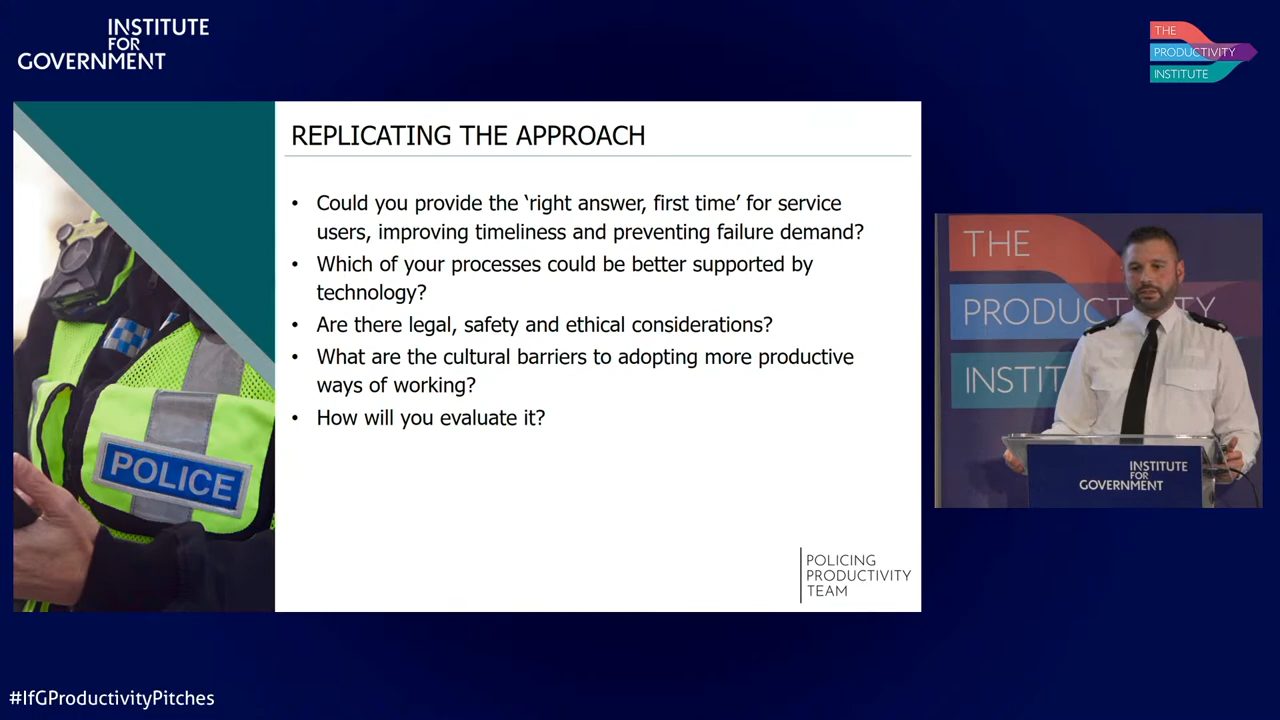 INSTITUTE
FOR
GOVERNMENT
THE
PRODUCTIVITY
INSTITUTE
REPLICATING THE APPROACH
• Could you provide the ‘right answer, first time’ for service
users, improving timeliness and preventing failure demand?
• Which of your processes could be better supported by
technology?
• Are there legal, safety and ethical considerations?
• What are the cultural barriers to adopting more productive
ways of working?
• How will you evaluate it?
POLICE
POLICING
PRODUCTIVITY
TEAM
THE
PRODUCTIVITY
INSTIT
INSTITUTE
FOR
GOVERNMENT
#IfGProductivityPitches